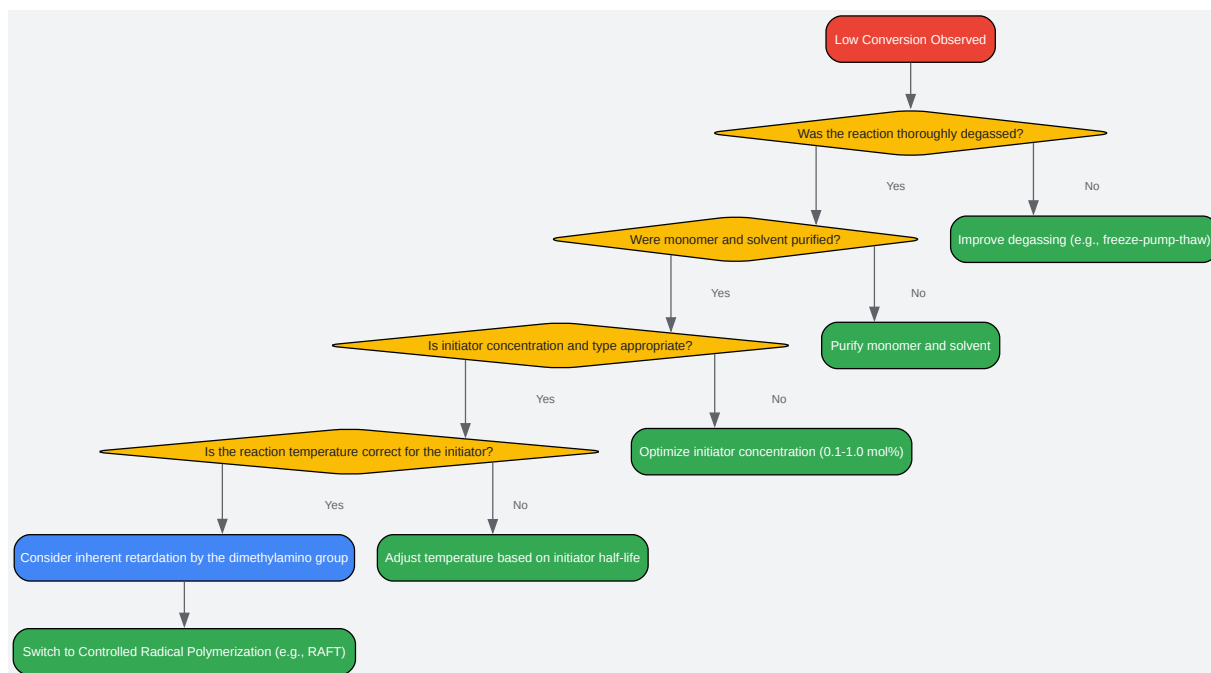 Low Conversion Observed
Was the reaction thoroughly degassed?
Yes
No
Were monomer and solvent purified?
Improve degassing (e.g., freeze-pump-thaw)
Yes
No
Is initiator concentration and type appropriate?
Purify monomer and solvent
Yes
No
Is the reaction temperature correct for the initiator?
Optimize initiator concentration (0.1-1.0 mol%)
Yes
No
Consider inherent retardation by the dimethylamino group
Adjust temperature based on initiator half-life
Switch to Controlled Radical Polymerization (e.g., RAFT)